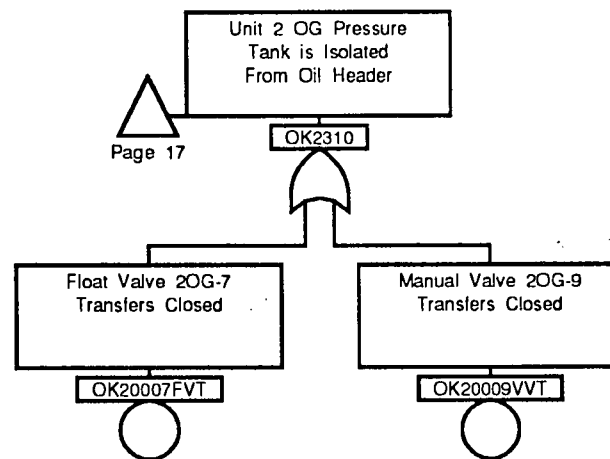 Unit 2 OG Pressure
Tank is Isolated
From Oil Header
Page 17
OK2310
Float Valve 2OG-7
Transfers Closed
Manual Valve 2OG-9
Transfers Closed
OK20007FVT
OK20009VVT